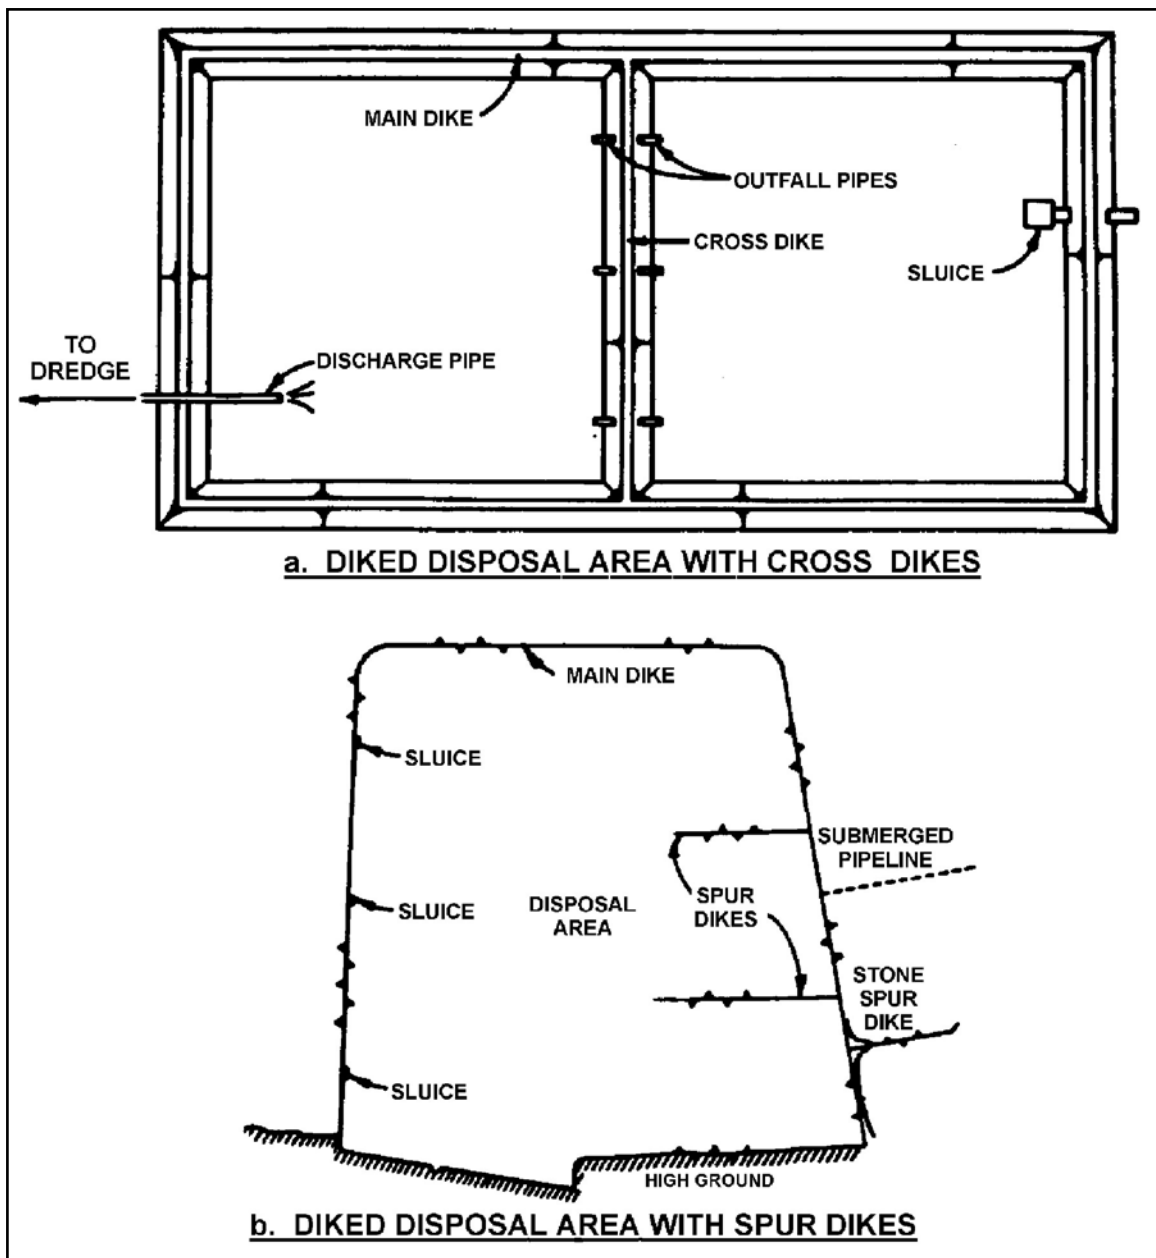 MAIN DIKE
OUTFALL PIPES
CROSS DIKE
SLUICE
TO
DREDGE
DISCHARGE PIPE
a. DIKED DISPOSAL AREA WITH CROSS DIKES
MAIN DIKE
SLUICE
SUBMERGED
PIPELINE
SPUR
DIKES
DISPOSAL
AREA
SLUICE
STONE
SPUR
DIKE
SLUICE
HIGH GROUND
b. DIKED DISPOSAL AREA WITH SPUR DIKES